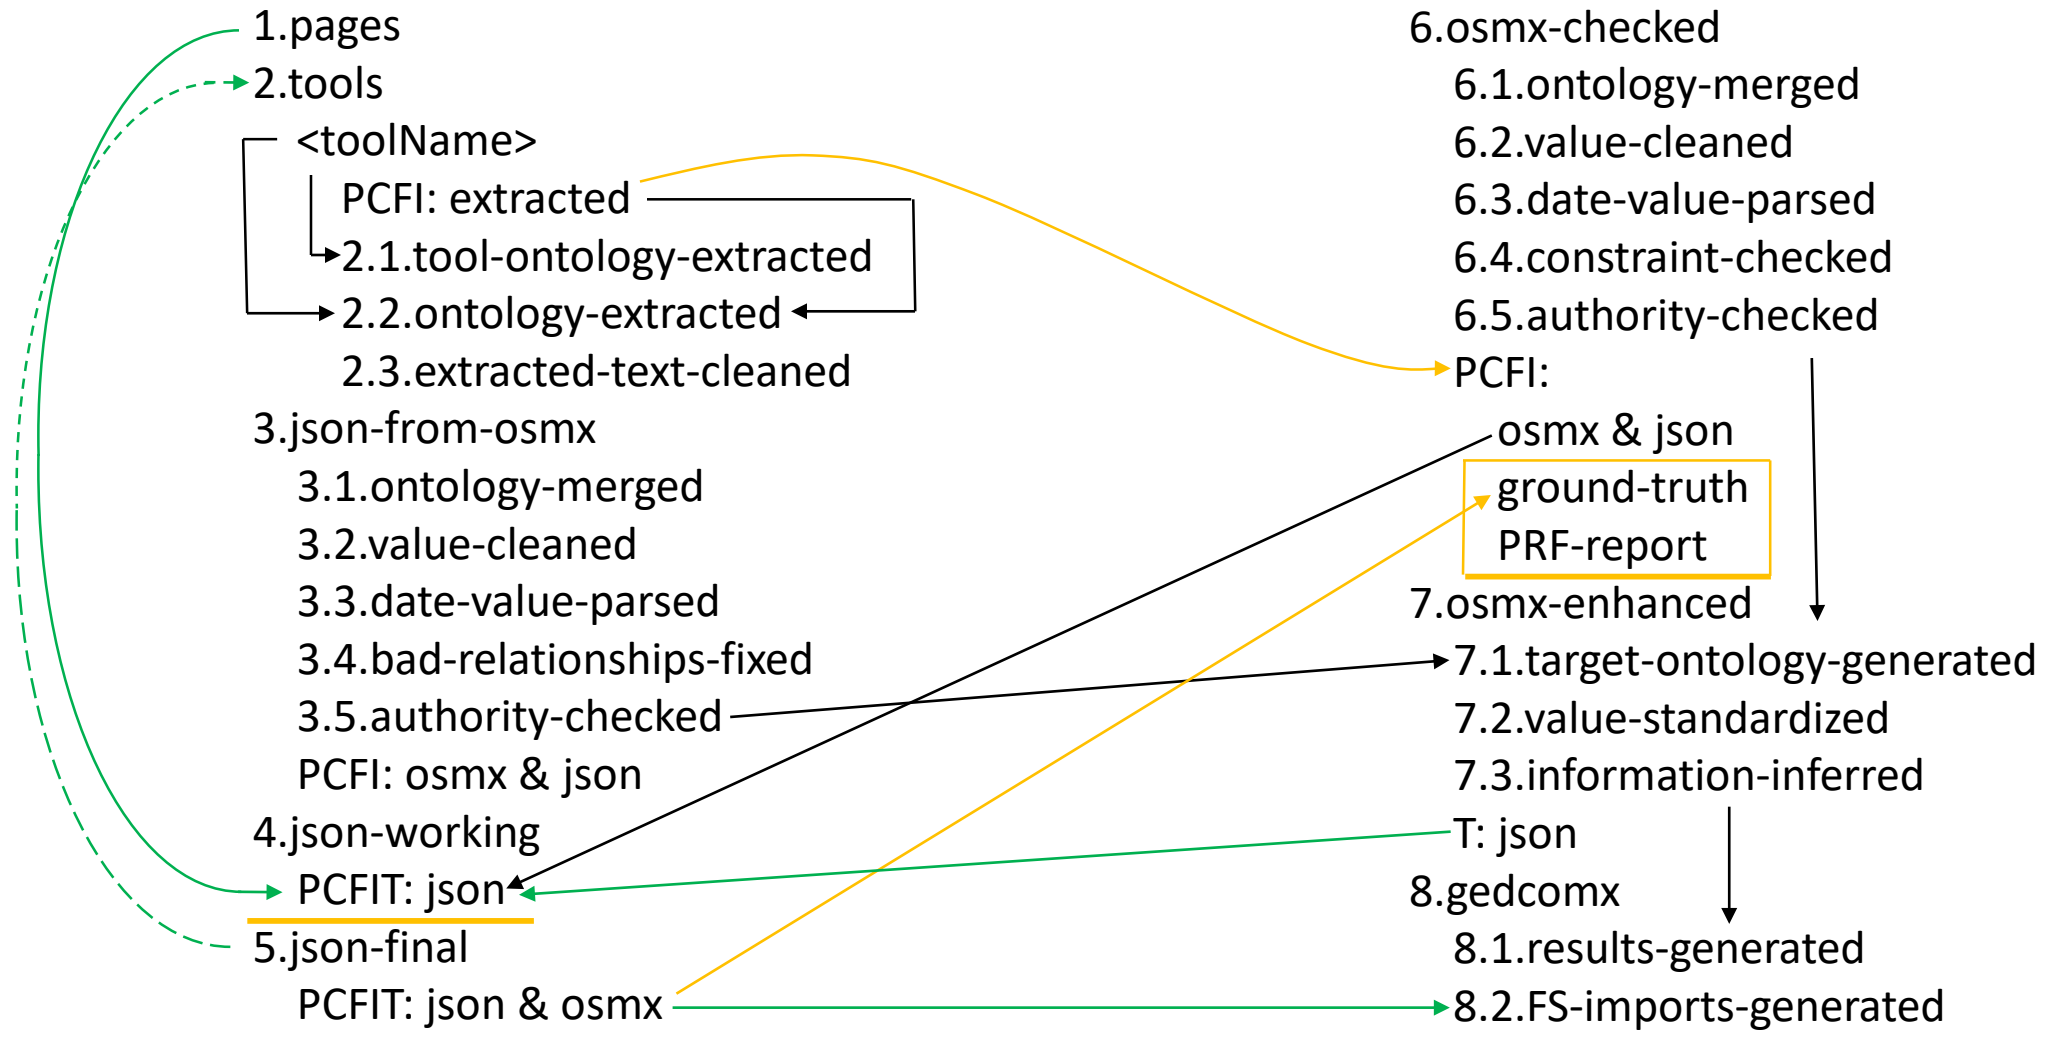 1.pages
2.tools
<toolName>
PCFI: extracted
2.1.tool-ontology-extracted
2.2.ontology-extracted
2.3.extracted-text-cleaned
3.json-from-osmx
3.1.ontology-merged
3.2.value-cleaned
3.3.date-value-parsed
3.4.bad-relationships-fixed
3.5.authority-checked
PCFI: osmx & json
4.json-working
PCFIT: json
5.json-final
PCFIT: json & osmx
6.osmx-checked
6.1.ontology-merged
6.2.value-cleaned
6.3.date-value-parsed
6.4.constraint-checked
6.5.authority-checked
PCFI:
osmx & json
ground-truth
PRF-report
7.osmx-enhanced
7.1.target-ontology-generated
7.2.value-standardized
7.3.information-inferred
T: json
8.gedcomx
8.1.results-generated
8.2.FS-imports-generated